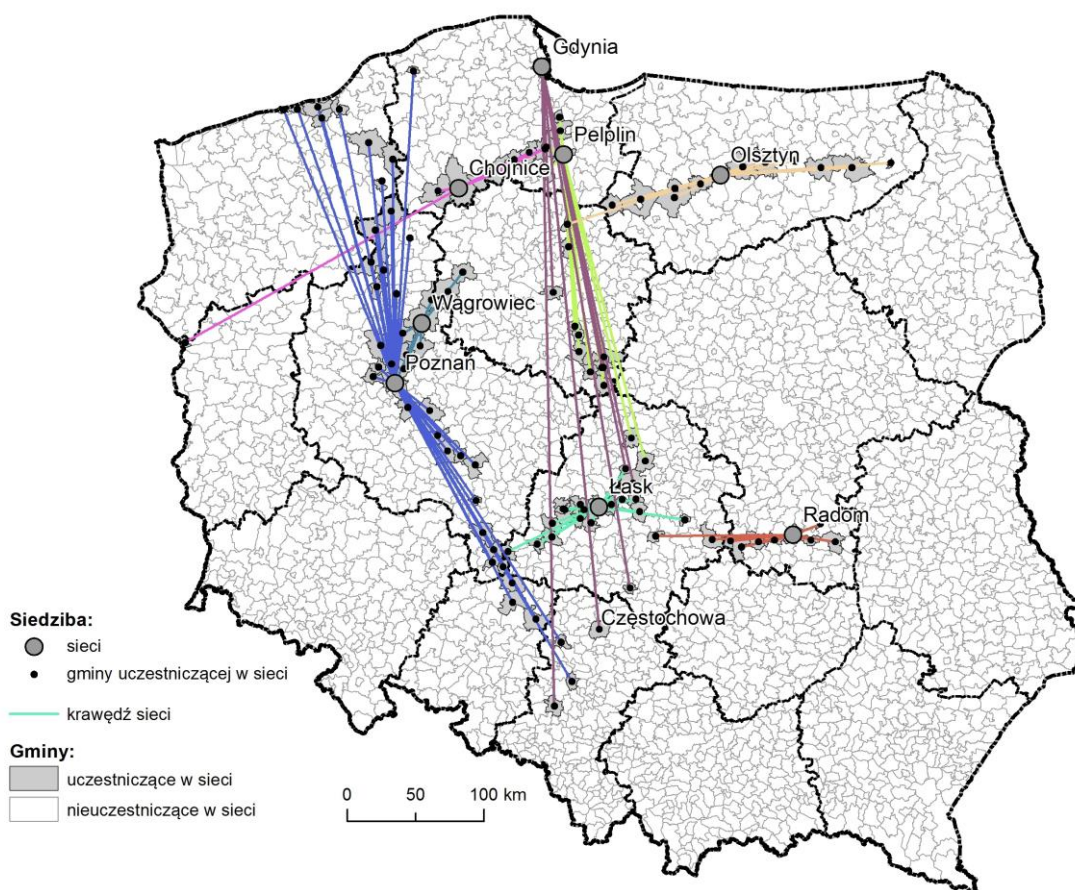 Gdynia
Pelplin
Olsztyn
Chojnice
Wągrowiec
Poznań
Łask
Radom
Częstochowa
Siedziba:
sieci
gminy uczestniczącej w sieci
krawędź sieci
Gminy:
uczestniczące w sieci
nieuczestniczące w sieci
0 50 100 km